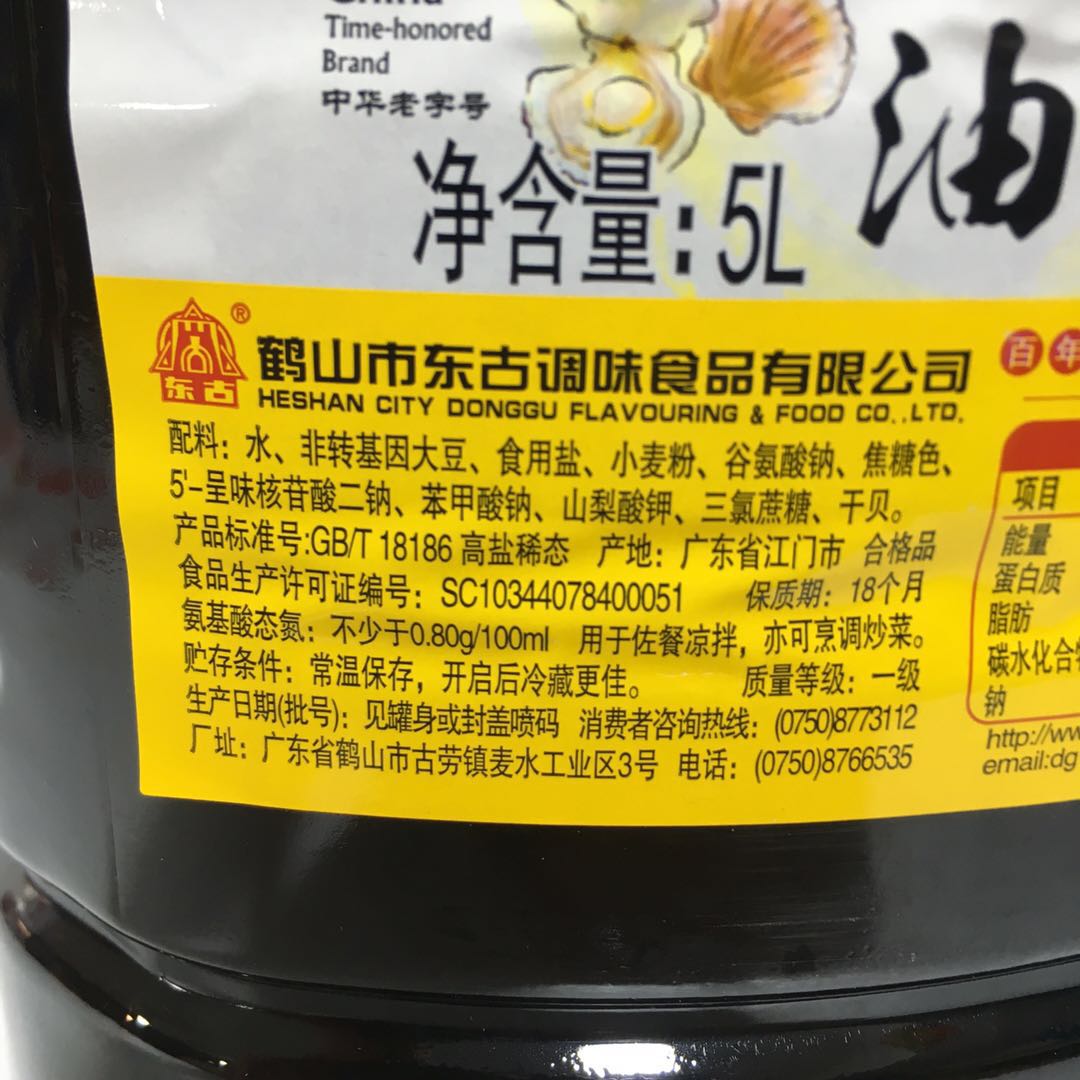 Time-honored
Brand
中华老字号
油
净含量:5L
东古
®
鹤山市东古调味食品有限公司
HESHAN CITY DONGGU FLAVOURING & FOOD CO.,LTD.
百年
配料：水、非转基因大豆、食用盐、小麦粉、谷氨酸钠、焦糖色、
5'-呈味核苷酸二钠、苯甲酸钠、山梨酸钾、三氯蔗糖、干贝。
产品标准号:GB/T 18186 高盐稀态 产地：广东省江门市 合格品
食品生产许可证编号：SC10344078400051 保质期：18个月
氨基酸态氮：不少于0.80g/100ml 用于佐餐凉拌，亦可烹调炒菜。
贮存条件：常温保存，开启后冷藏更佳。 质量等级：一级
生产日期(批号)：见罐身或封盖喷码 消费者咨询热线：(0750)8773112
厂址：广东省鹤山市古劳镇麦水工业区3号 电话：(0750)8766535
项目
能量
蛋白质
脂肪
碳水化合物
钠
http://ww
email:dg